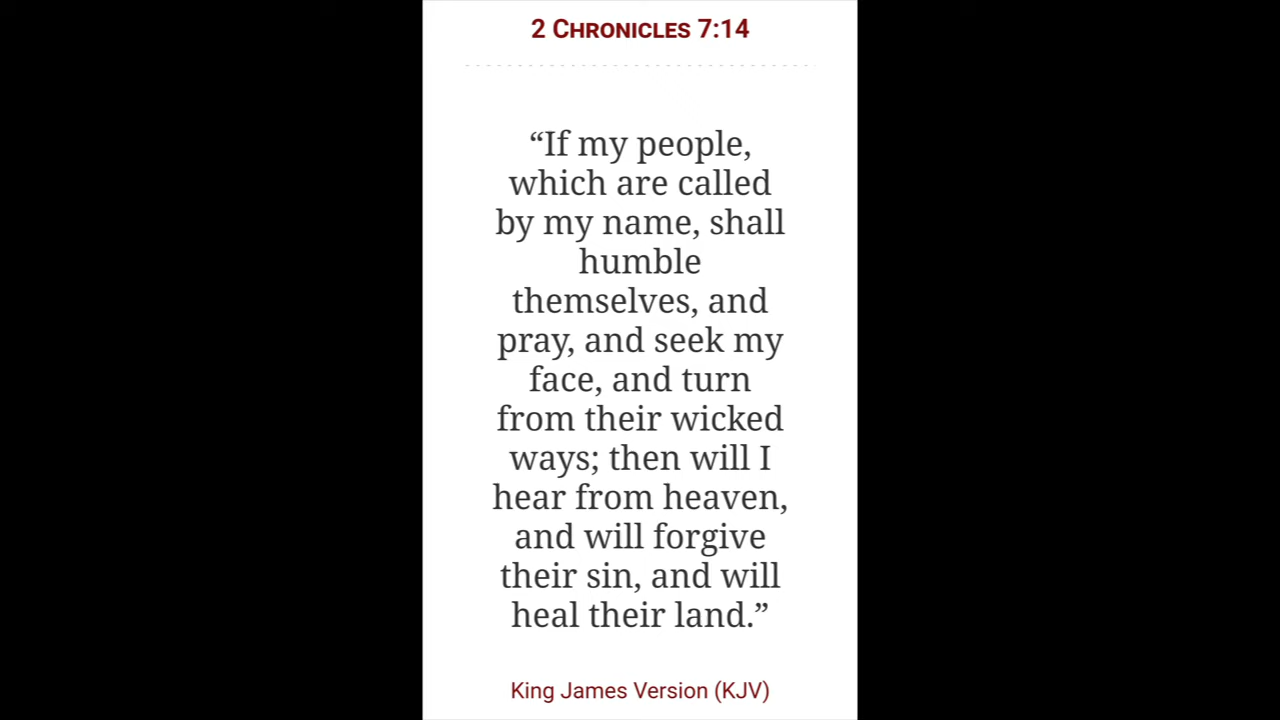 2 Chronicles 7:14
“If my people,
which are called
by my name, shall
humble
themselves, and
pray, and seek my
face, and turn
from their wicked
ways; then will I
hear from heaven,
and will forgive
their sin, and will
heal their land.”
King James Version (KJV)